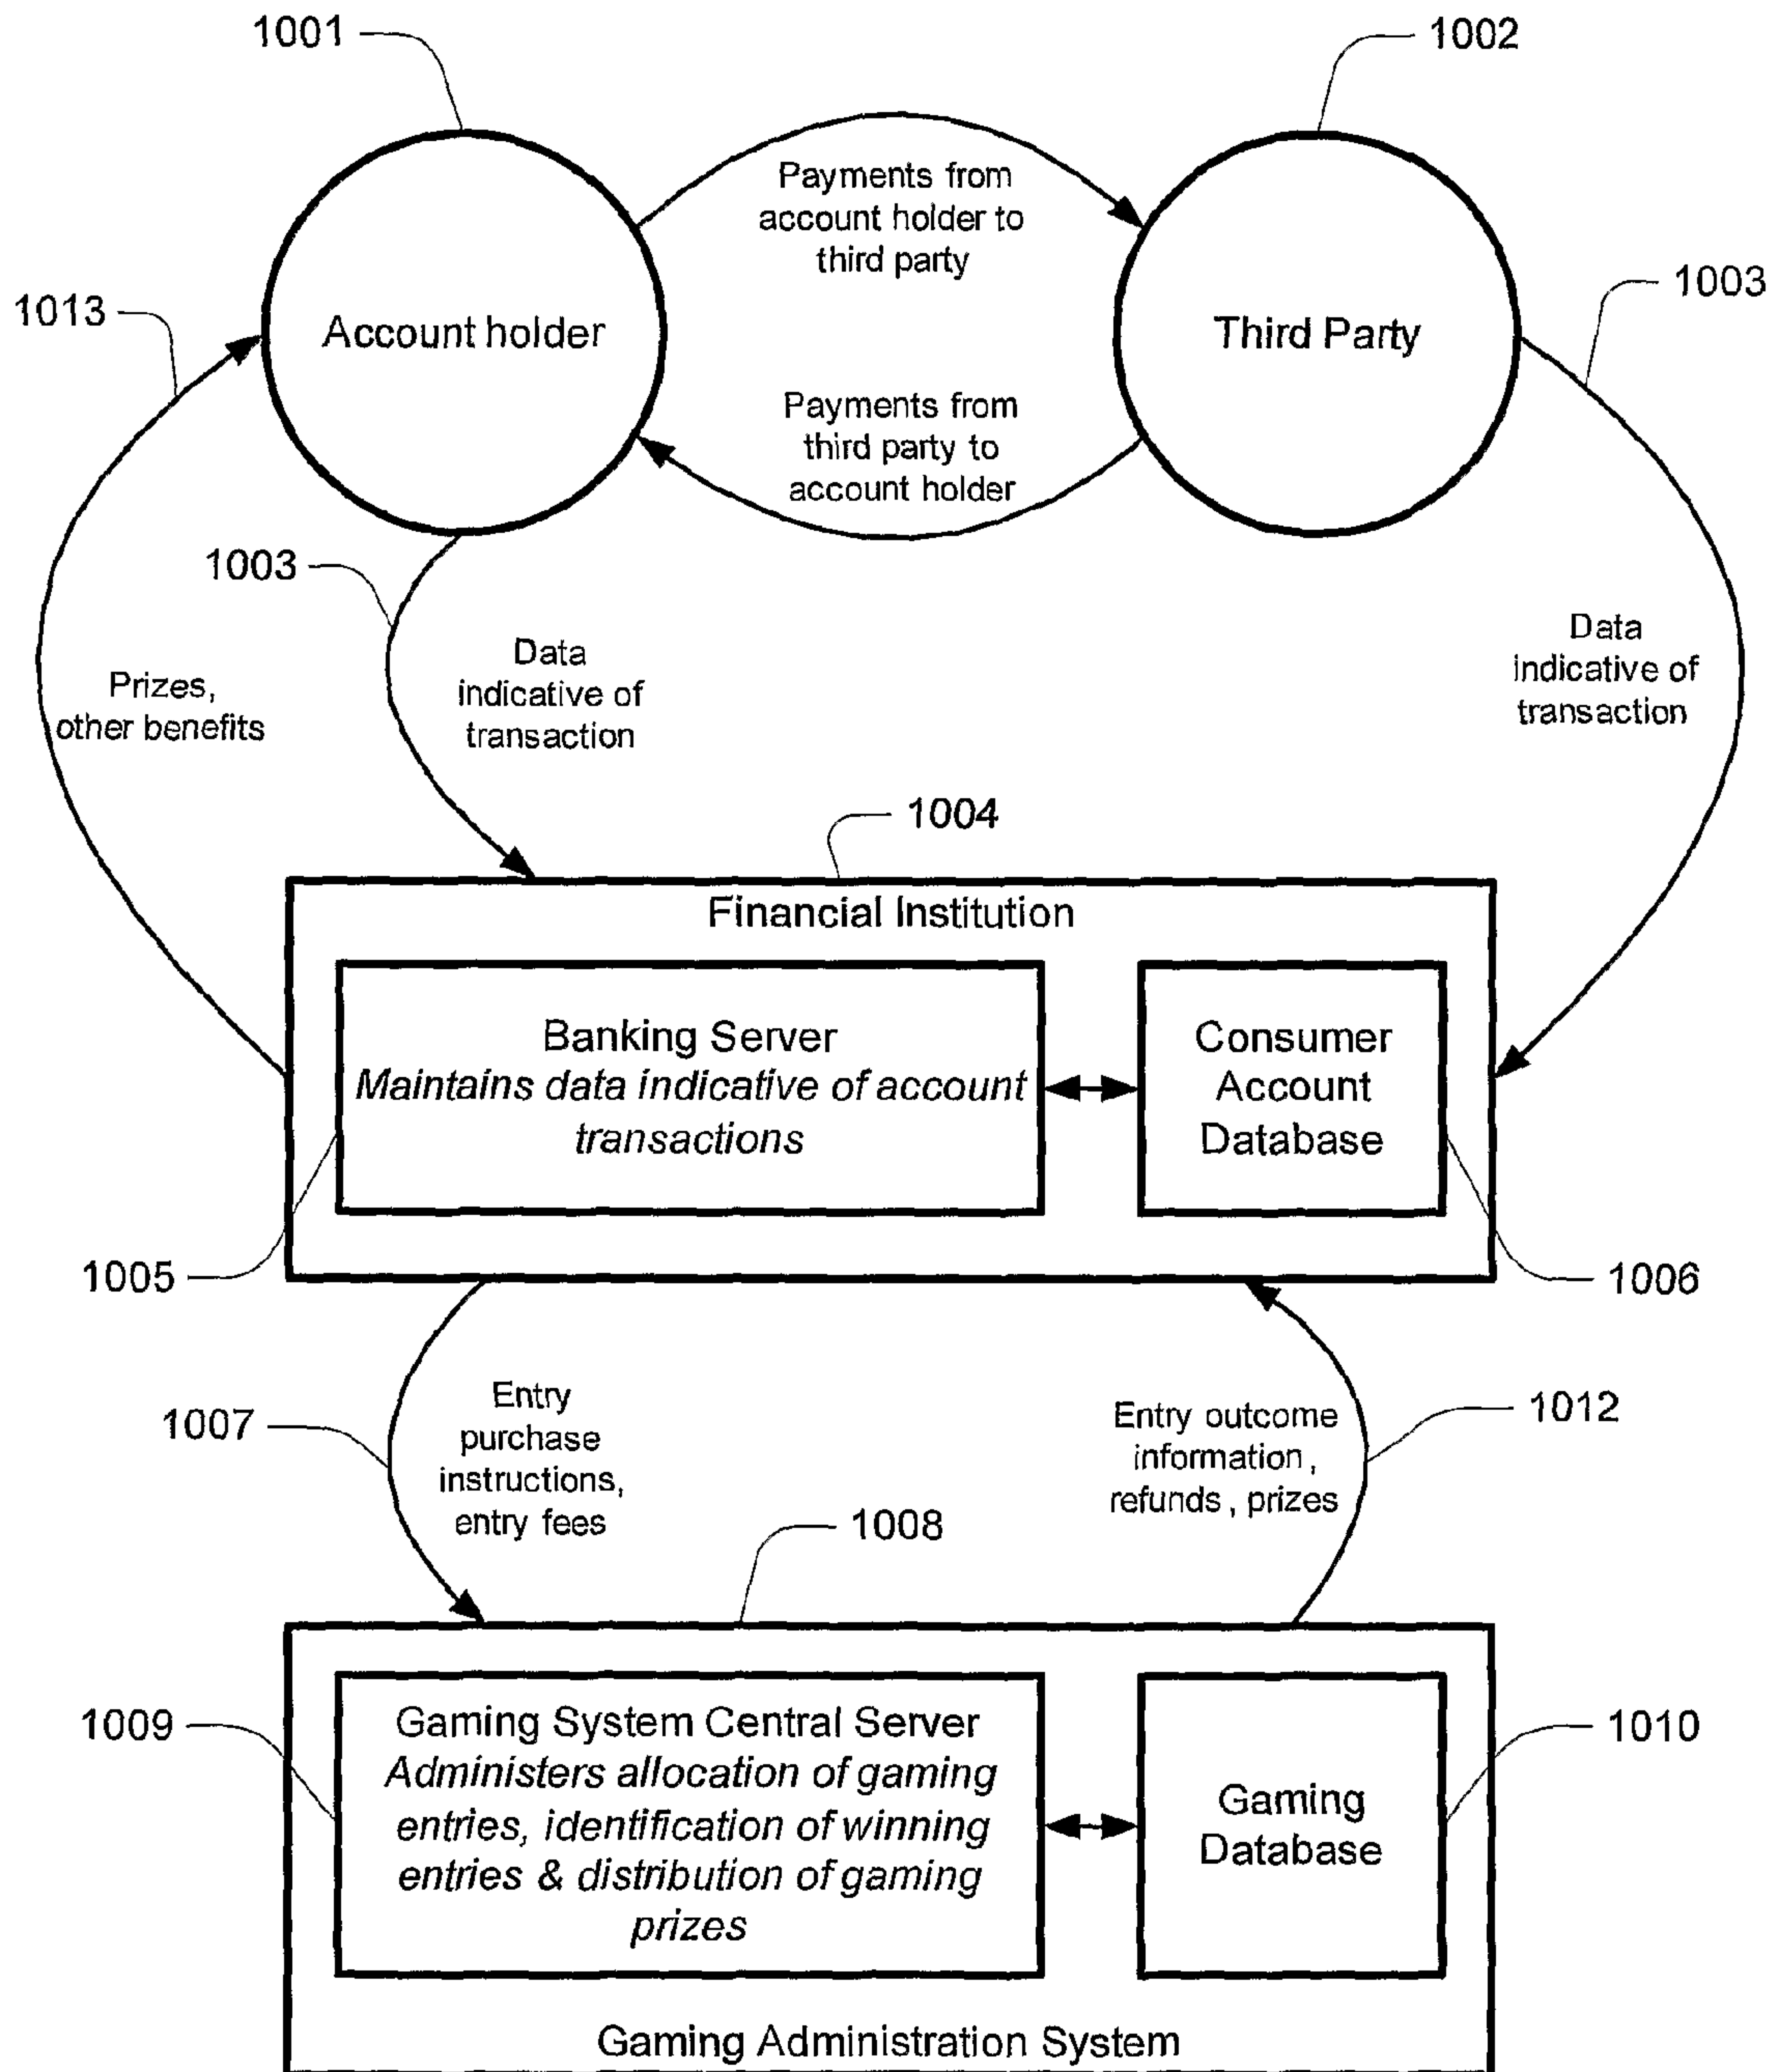 1001
1002
Payments from
account holder to
third party
1003
1013
Account holder
Third Party
Payments from
third party to
account holder
1003
Data
indicative of
transaction
Data
indicative of
transaction
Prizes,
other benefits
1004
Financial Institution
Banking Server
Maintains data indicative of account
transactions
Consumer
Account
Database
1005
1006
Entry
purchase
instructions,
entry fees
1007
Entry outcome
information,
refunds, prizes
1012
1008
1009
Gaming System Central Server
Administers allocation of gaming
entries, identification of winning
entries & distribution of gaming
prizes
Gaming
Database
1010
Gaming Administration System